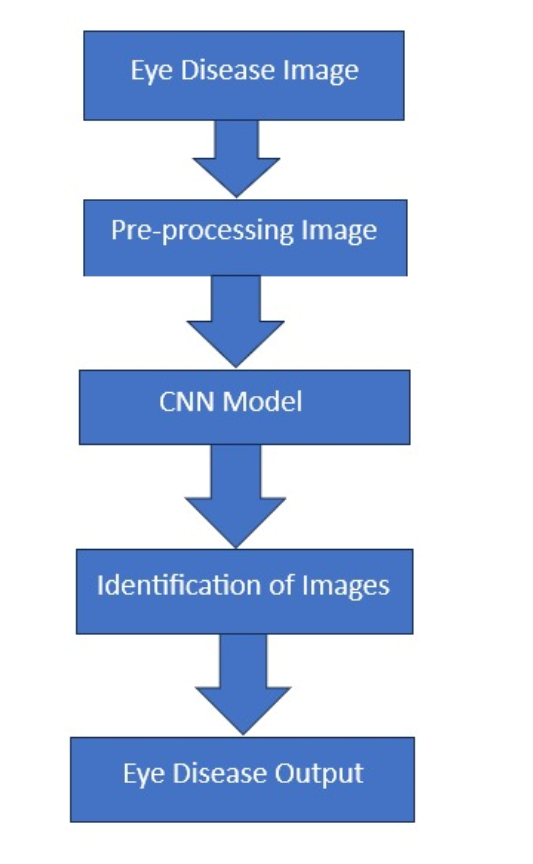 Eye Disease Image
Pre-processing Image
CNN Model
Identification of Images
Eye Disease Output